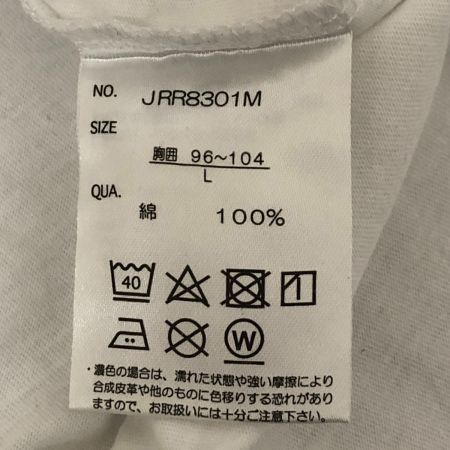 NO. JRR8301M
SIZE
胸囲 96~104
L
QUA.
綿 100%
40
W
・濃色の場合は、濡れた状態や強い摩擦により
合成皮革や他のものに色移りする恐れがあり
ますので、お取扱いには十分ご注意下さい。